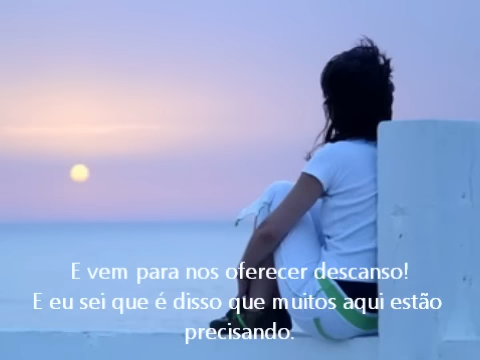 E vem para nos oferecer descanso!
E eu sei que é disso que muitos aqui estão
precisando.